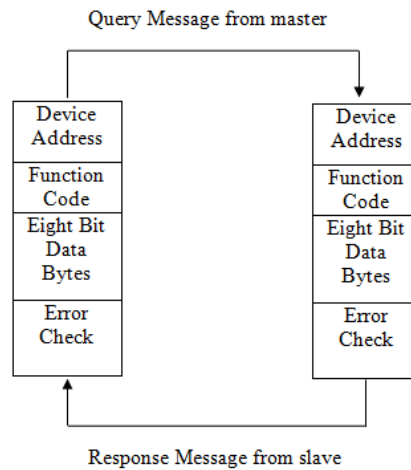 Query Message from master
Device
Address
Function
Code
Eight Bit
Data
Bytes
Error
Check
Device
Address
Function
Code
Eight Bit
Data
Bytes
Error
Check
Response Message from slave